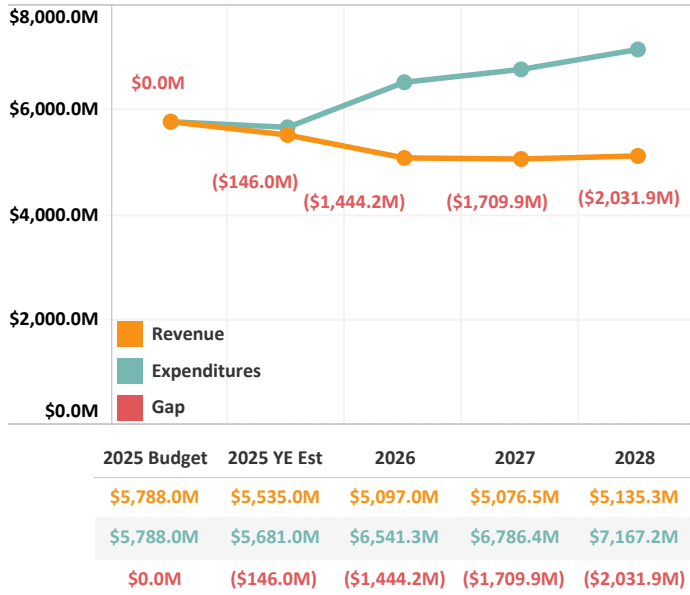 $8,000.0M
$0.0M
$6,000.0M
($146.0M)
($1,444.2M)
($1,709.9M)
($2,031.9M)
$4,000.0M
$2,000.0M
Revenue
Expenditures
$0.0M
Gap
2025 Budget 2025 YE Est 2026 2027 2028
$5,788.0M $5,535.0M $5,097.0M $5,076.5M $5,135.3M
$5,788.0M $5,681.0M $6,541.3M $6,786.4M $7,167.2M
$0.0M ($146.0M) ($1,444.2M) ($1,709.9M) ($2,031.9M)